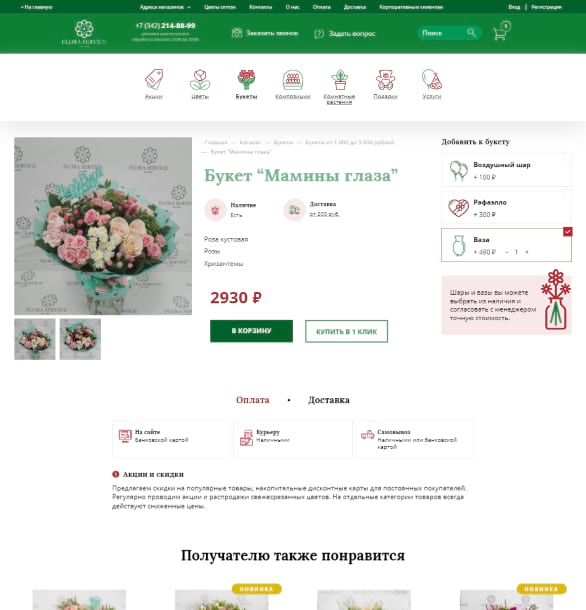 < На главную
Адреса магазинов
Цветы оптом
Контакты
О нас
Оплата
Доставка
Корпоративным клиентам
Вход | Регистрация
FLORA SERVICE
+7 (342) 214-88-99
Заказать звонок
Задать вопрос
Поиск
1
Акции
Цветы
Букеты
Композиции
Комнатные
растения
Подарки
Услуги
FLORA SERVICE
Главная — Каталог — Букеты — Букеты от 1 000 до 3 000 рублей
— Букет "Мамины глаза"
Букет “Мамины глаза”
Наличие
Есть
Доставка
от 200 руб.
Роза кустовая
Розы
Хризантемы
2930 ₽
В КОРЗИНУ
КУПИТЬ В 1 КЛИК
Добавить к букету
Воздушный шар
+ 100 ₽
Рафаэлло
+ 300 ₽
Ваза
+ 490 ₽ - 1 +
Шары и вазы вы можете
выбрать из наличия и
согласовать с менеджером
точную стоимость.
Оплата • Доставка
На сайте
Банковской картой
Курьеру
Наличными
Самовывоз
Наличными или банковской
картой
Акции и скидки
Предлагаем скидки на популярные товары, накопительные дисконтные карты для постоянных покупателей.
Регулярно проводим акции и распродажи свежесрезанных цветов. На отдельные категории товаров всегда
действуют сниженные цены.
Получателю также понравится
НОВИНКА
НОВИНКА